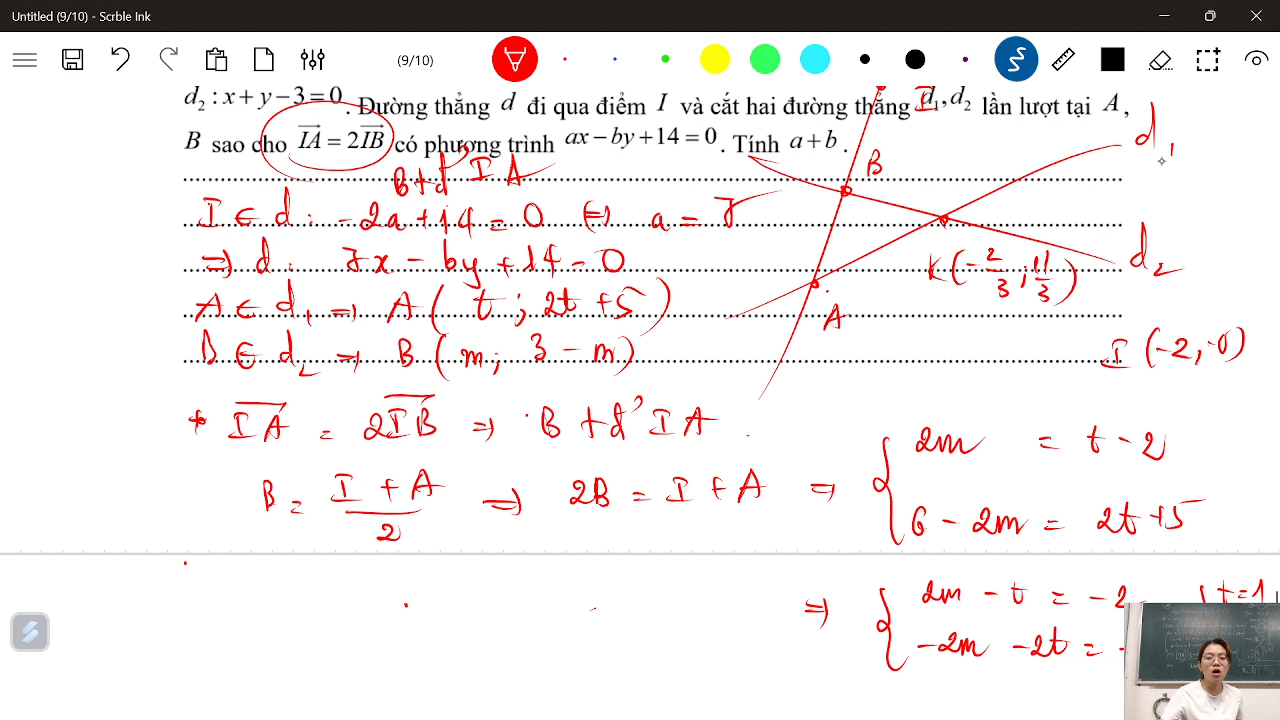 Untitled (9/10) - Scrble Ink
(9/10)
d₂ : x + y − 3 = 0 . Đường thẳng d đi qua điểm I và cắt hai đường thẳng d₁, d₂ lần lượt tại A,
B sao cho IA = 2IB có phương trình ax − by + 14 = 0 . Tính a + b .
I
d₁
B
B tđ IA
I ∈ d: −2a + 14 = 0 ⇔ a = 7
⇒ d: 7x − by + 14 = 0
d₂
K(−2/3; 11/3)
A ∈ d₁ ⇒ A(t; 2t + 5)
A
B ∈ d₂ ⇒ B(m; 3 − m)
I(−2; 0)
* IA = 2IB ⇒ B tđ IA
B = (I + A)/2 ⇒ 2B = I + A ⇒ { 2m = t − 2
6 − 2m = 2t + 5
⇒ { 2m − t = −2
−2m − 2t =